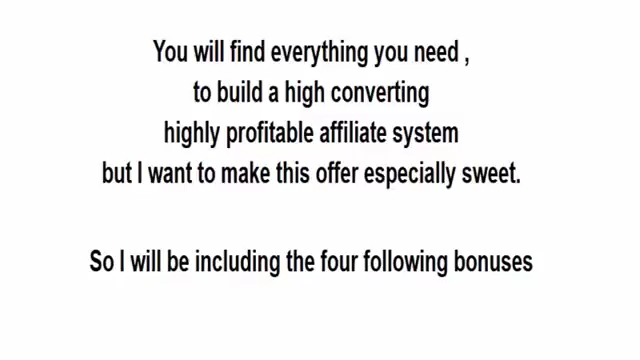 You will find everything you need ,
to build a high converting
highly profitable affiliate system
but I want to make this offer especially sweet.
So I will be including the four following bonuses